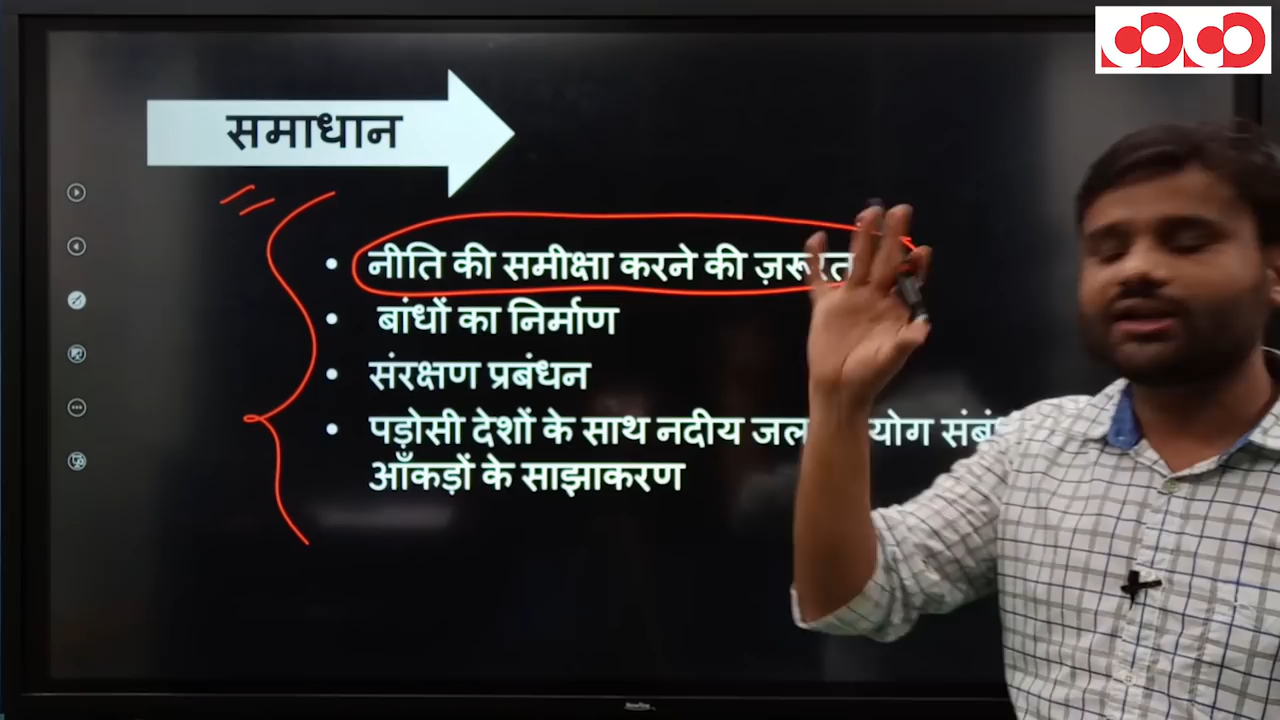 समाधान
नीति की समीक्षा करने की ज़रूरत
बांधों का निर्माण
संरक्षण प्रबंधन
पड़ोसी देशों के साथ नदीय जल
आँकड़ों के साझाकरण